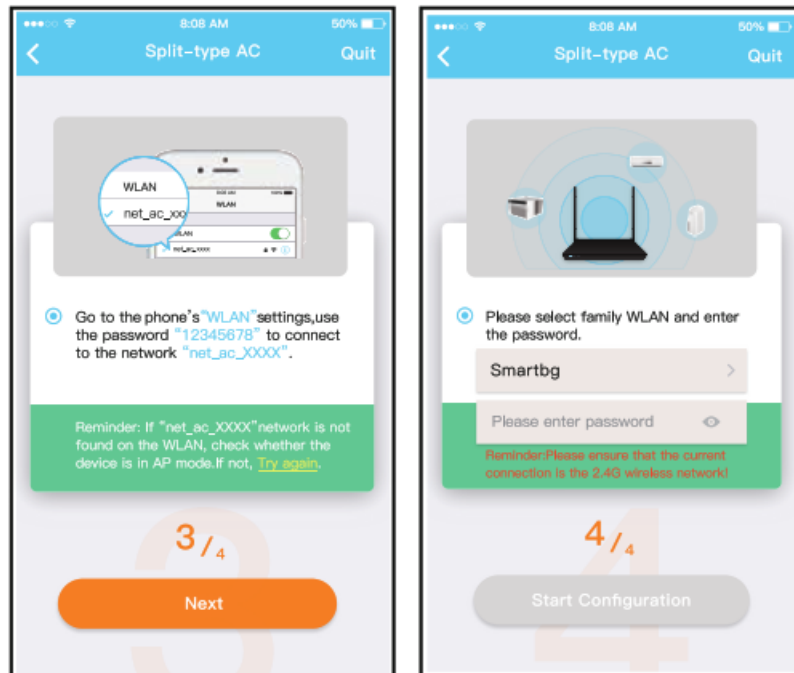 8:08 AM 50%
Split-type AC Quit
WLAN
net_ac_xxx
WLAN
WLAN
net_ac_xxxx
Go to the phone's"WLAN"settings,use
the password "12345678" to connect
to the network "net_ac_XXXX".
Reminder: If "net_ac_XXXX"network is not
found on the WLAN, check whether the
device is in AP mode.If not, Try again.
3/4
Next
8:08 AM 50%
Split-type AC Quit
Please select family WLAN and enter
the password.
Smartbg
Please enter password
Reminder:Please ensure that the current
connection is the 2.4G wireless network!
4/4
Start Configuration